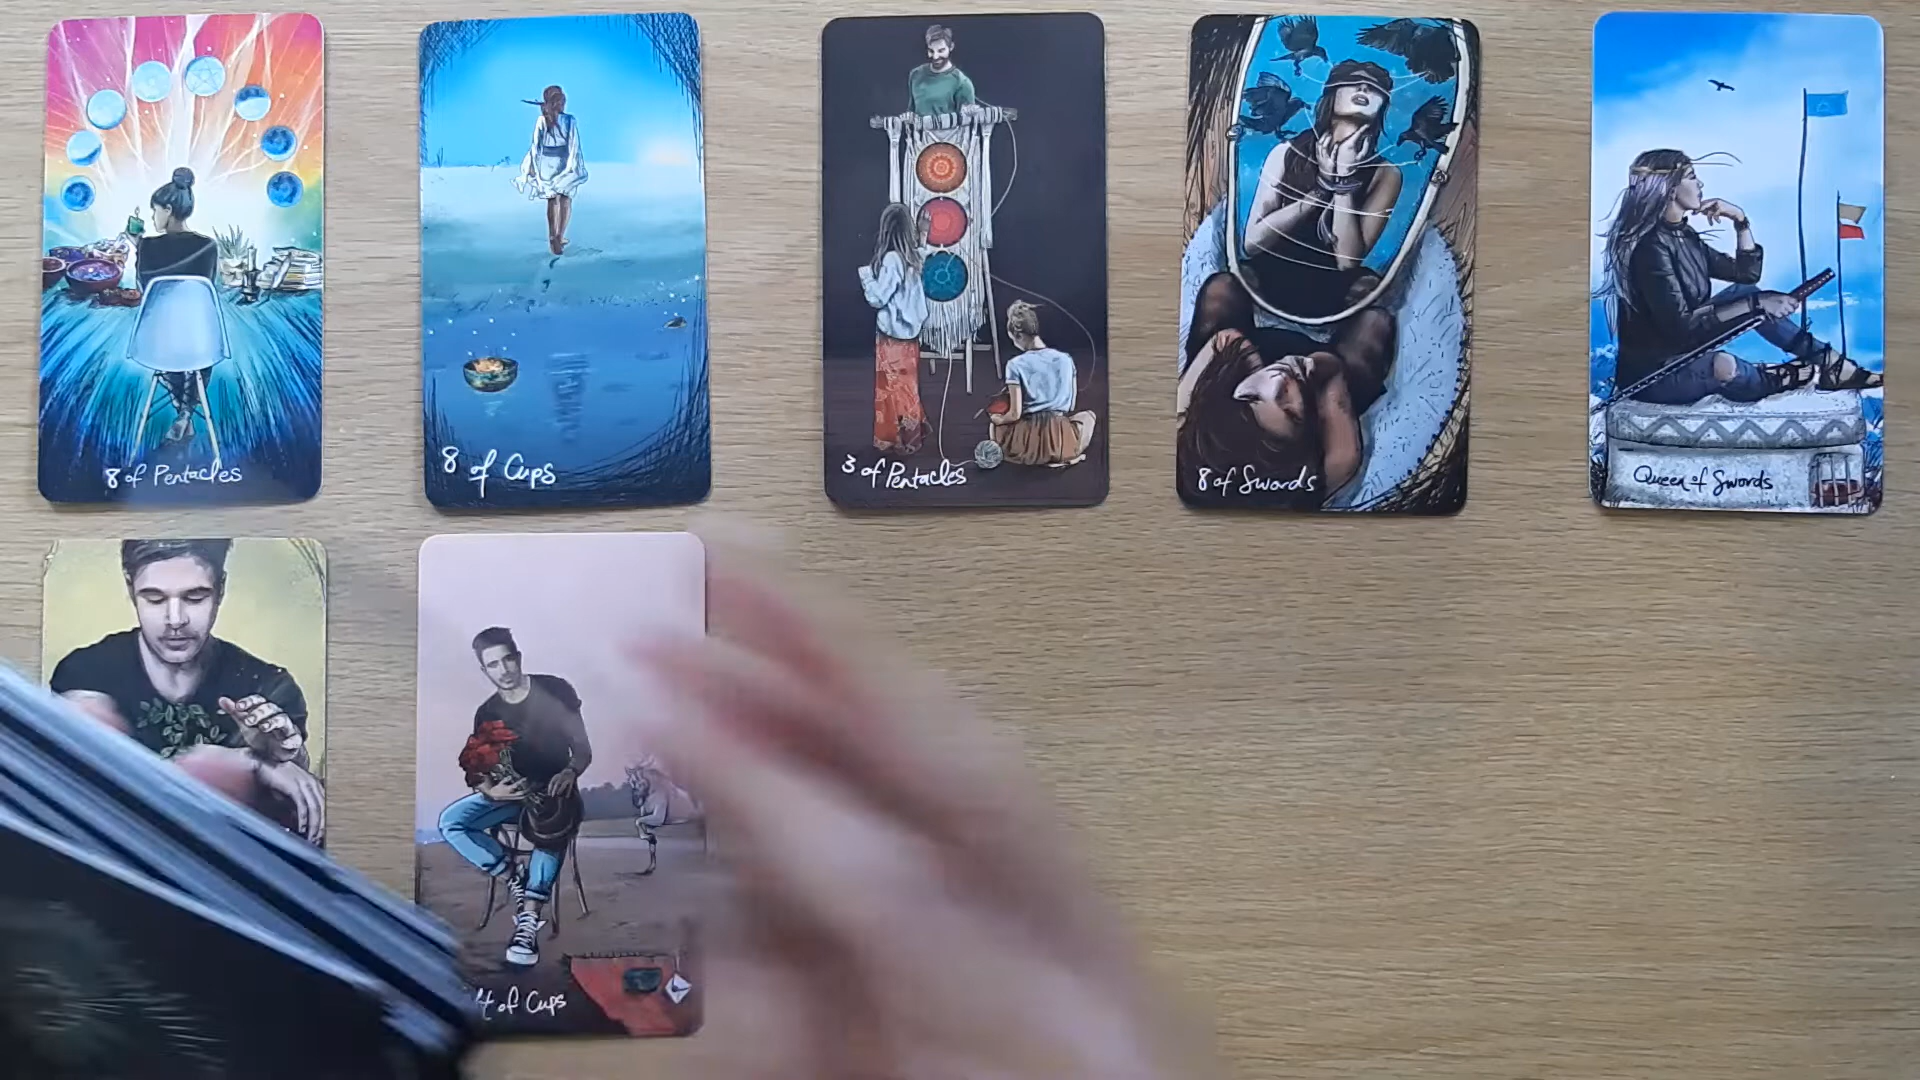 8 of Pentacles
8 of Cups
3 of Pentacles
8 of Swords
Queen of Swords
of Cups